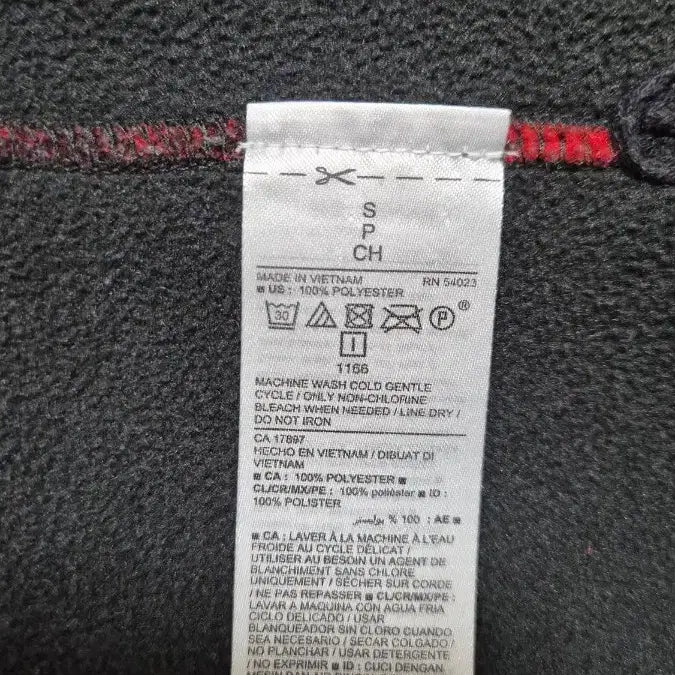 S
P
CH
MADE IN VIETNAM RN 54023
■ US : 100% POLYESTER
30 P ®
I
1166
MACHINE WASH COLD GENTLE
CYCLE / ONLY NON-CHLORINE
BLEACH WHEN NEEDED / LINE DRY /
DO NOT IRON
CA 17897
HECHO EN VIETNAM / DIBUAT DI
VIETNAM
■ CA : 100% POLYESTER ■
CL/CR/MX/PE : 100% poliéster ■ ID :
100% POLISTER
■ AE : 100 % بوليستر
■ CA : LAVER À LA MACHINE À L'EAU
FROIDE AU CYCLE DÉLICAT /
UTILISER AU BESOIN UN AGENT DE
BLANCHIMENT SANS CHLORE
UNIQUEMENT / SÉCHER SUR CORDE
/ NE PAS REPASSER ■ CL/CR/MX/PE :
LAVAR A MAQUINA CON AGUA FRIA
CICLO DELICADO / USAR
BLANQUEADOR SIN CLORO CUANDO
SEA NECESARIO / SECAR COLGADO /
NO PLANCHAR / USAR DETERGENTE
/ NO EXPRIMIR ■ ID : CUCI DENGAN